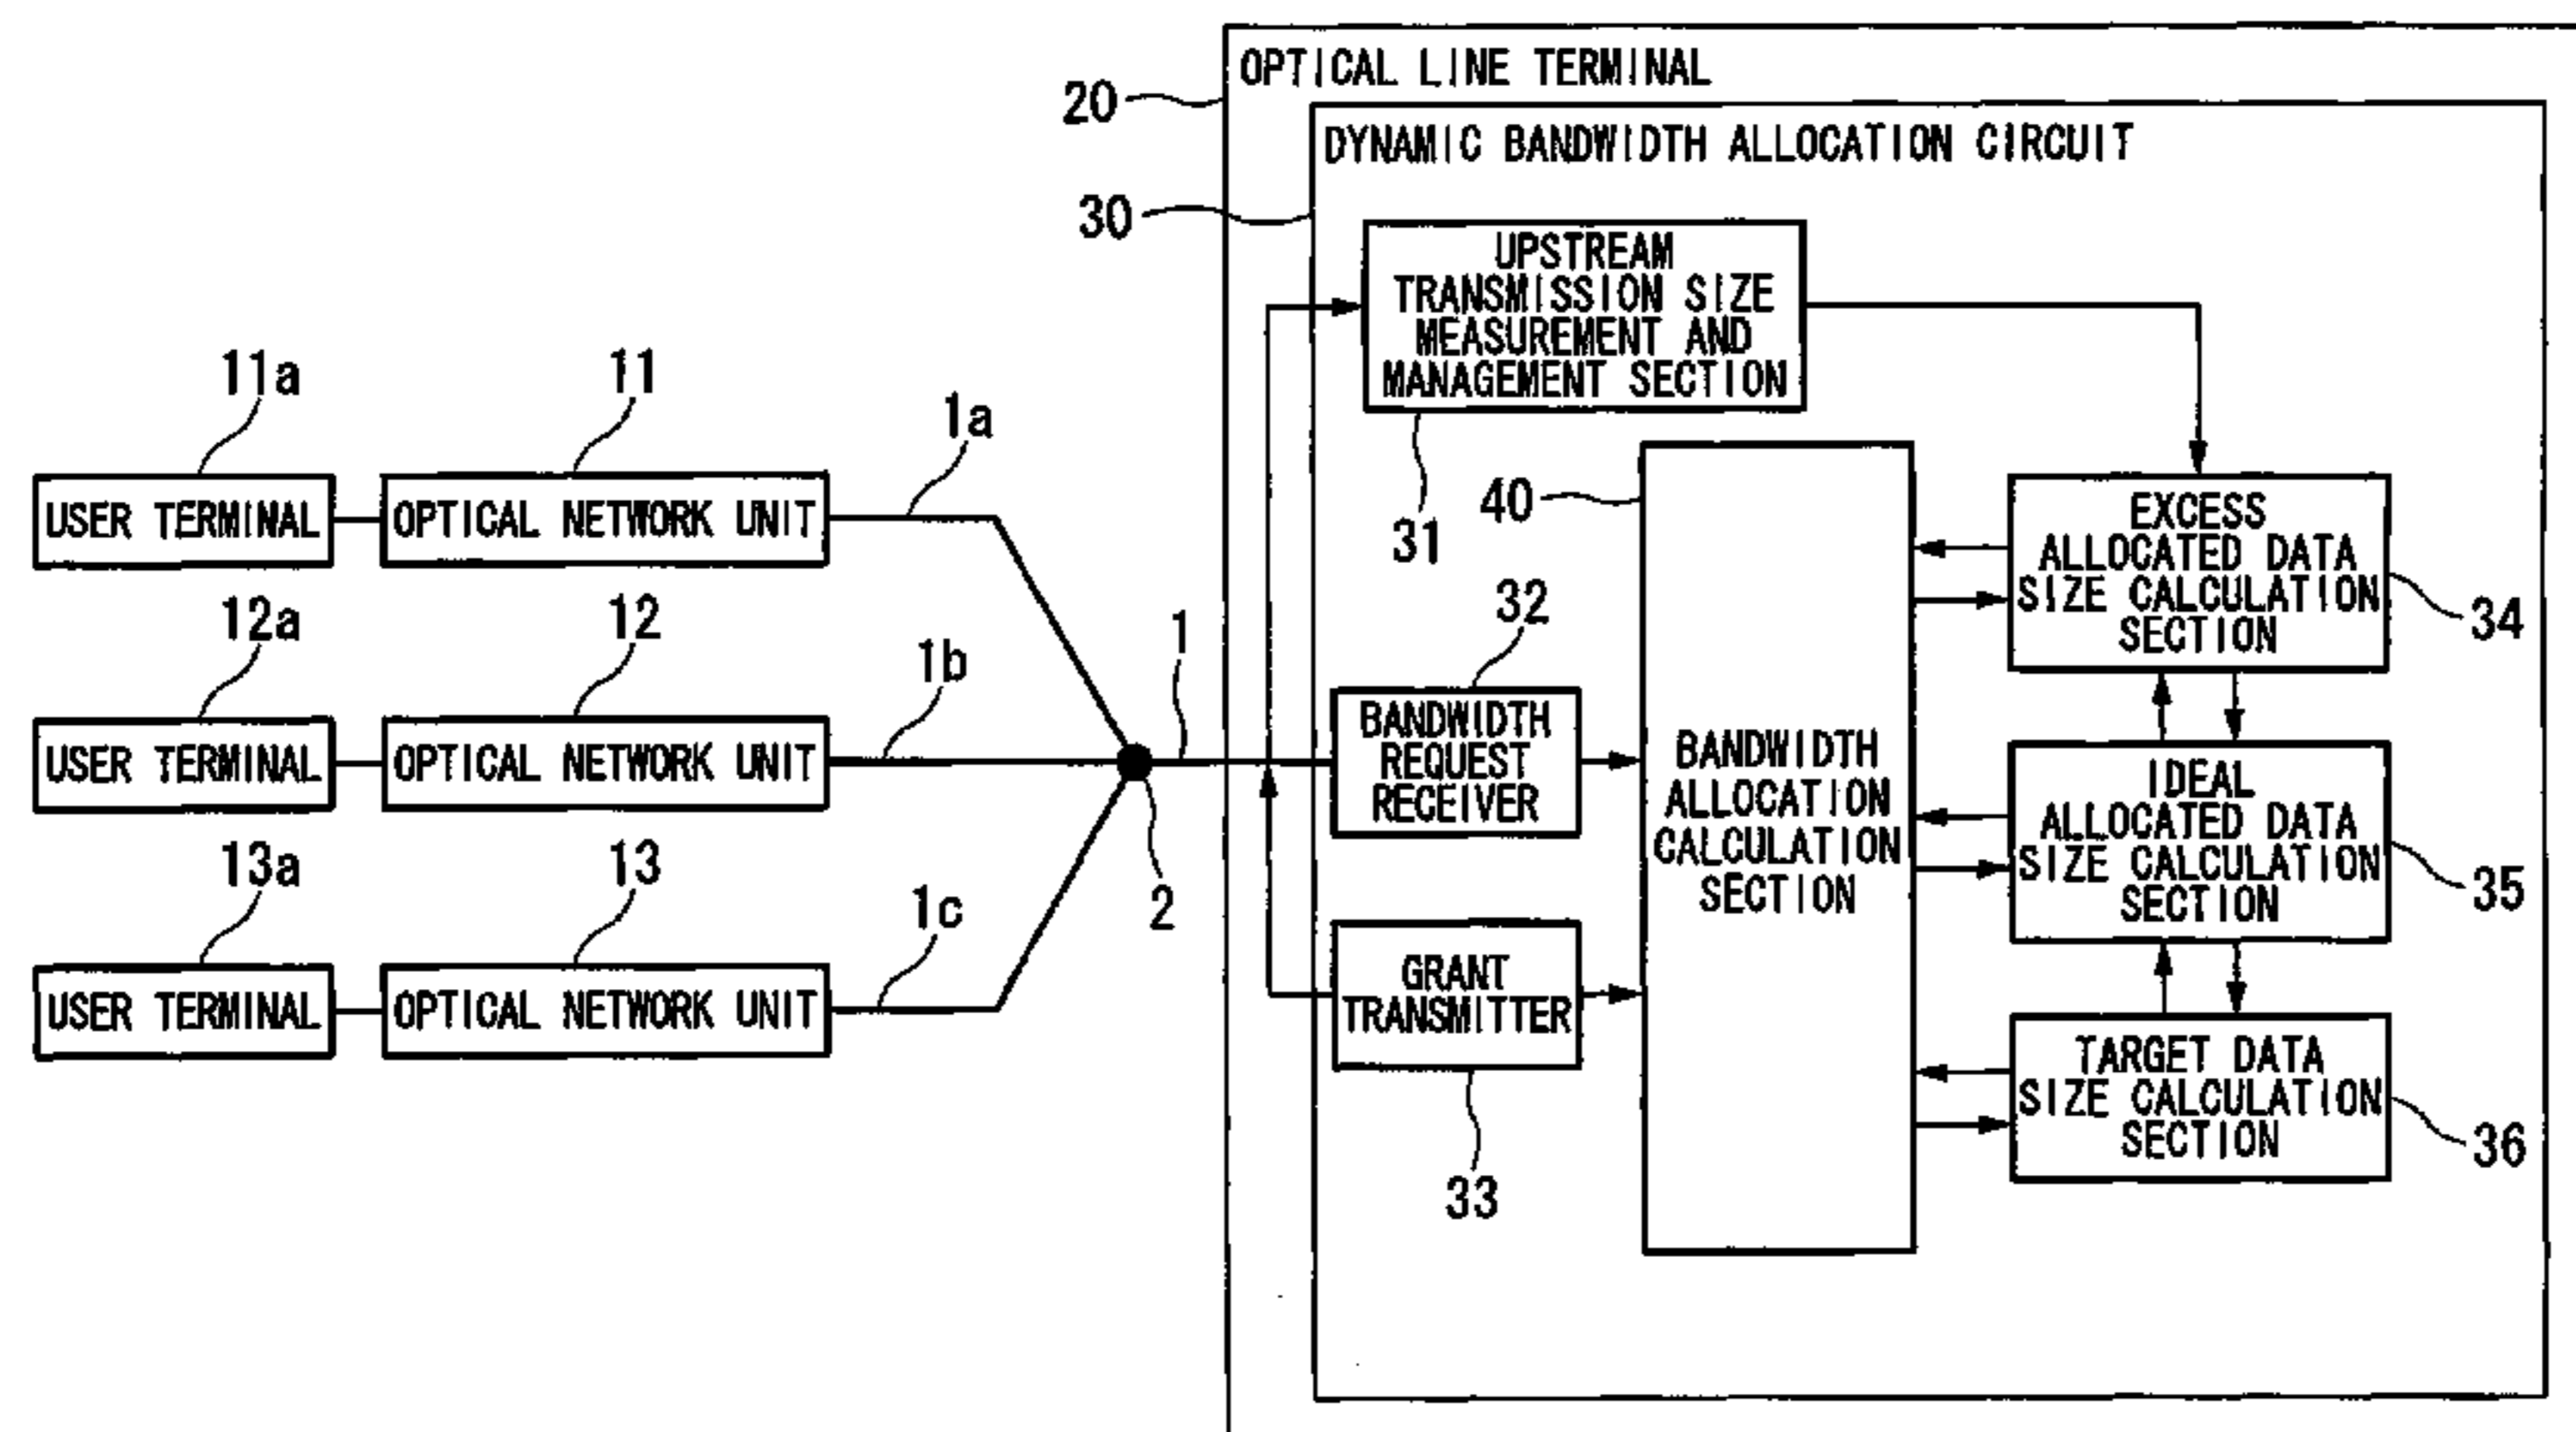 OPTICAL LINE TERMINAL
20
DYNAMIC BANDWIDTH ALLOCATION CIRCUIT
30
UPSTREAM
TRANSMISSION SIZE
MEASUREMENT AND
MANAGEMENT SECTION
31
11a
11
1a
USER TERMINAL
OPTICAL NETWORK UNIT
12a
12
1b
USER TERMINAL
OPTICAL NETWORK UNIT
13a
13
1c
USER TERMINAL
OPTICAL NETWORK UNIT
1
2
32
BANDWIDTH
REQUEST
RECEIVER
GRANT
TRANSMITTER
33
40
BANDWIDTH
ALLOCATION
CALCULATION
SECTION
EXCESS
ALLOCATED DATA
SIZE CALCULATION
SECTION
34
IDEAL
ALLOCATED DATA
SIZE CALCULATION
SECTION
35
TARGET DATA
SIZE CALCULATION
SECTION
36